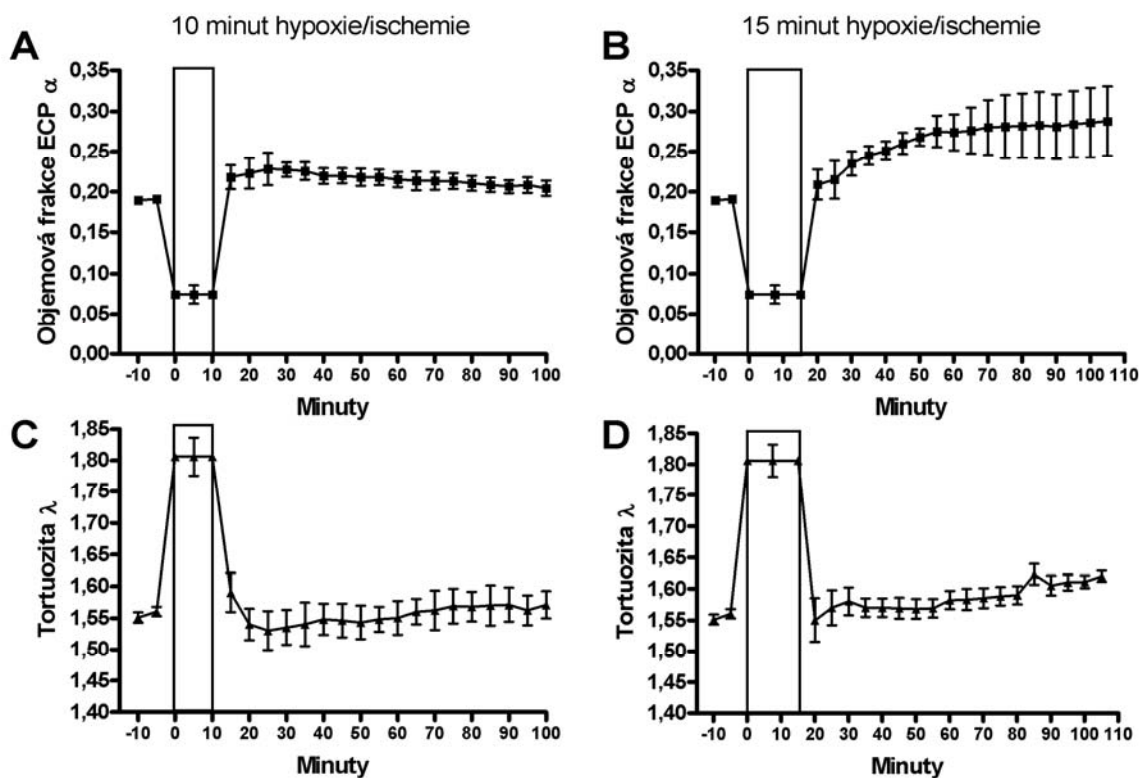 10 minut hypoxie/ischemie
A
Objemová frakce ECP α
0,35
0,30
0,25
0,20
0,15
0,10
0,05
0,00
-10 0 10 20 30 40 50 60 70 80 90 100
Minuty
15 minut hypoxie/ischemie
B
Objemová frakce ECP α
0,35
0,30
0,25
0,20
0,15
0,10
0,05
0,00
-10 0 10 20 30 40 50 60 70 80 90 100 110
Minuty
C
Tortuozita λ
1,85
1,80
1,75
1,70
1,65
1,60
1,55
1,50
1,45
1,40
-10 0 10 20 30 40 50 60 70 80 90 100
Minuty
D
Tortuozita λ
1,85
1,80
1,75
1,70
1,65
1,60
1,55
1,50
1,45
1,40
-10 0 10 20 30 40 50 60 70 80 90 100 110
Minuty